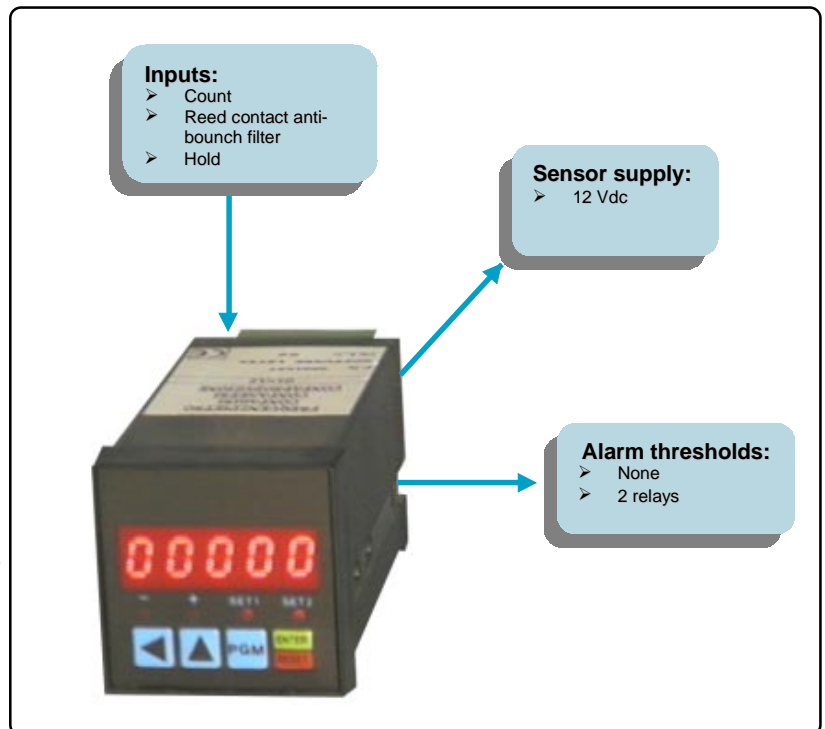 Inputs:
➢ Count
➢ Reed contact anti-
bounch filter
➢ Hold
Sensor supply:
➢ 12 Vdc
Alarm thresholds:
➢ None
➢ 2 relays
00000
- + SET1 SET2
PGM ENTER
RESET